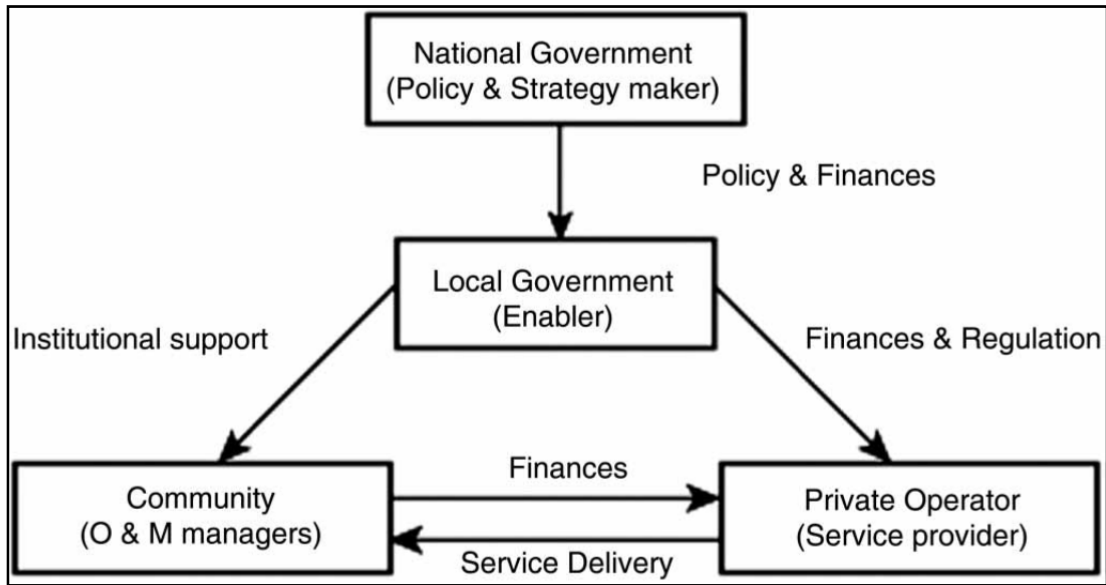 National Government
(Policy & Strategy maker)
Policy & Finances
Local Government
(Enabler)
Institutional support
Finances & Regulation
Finances
Community
(O & M managers)
Private Operator
(Service provider)
Service Delivery